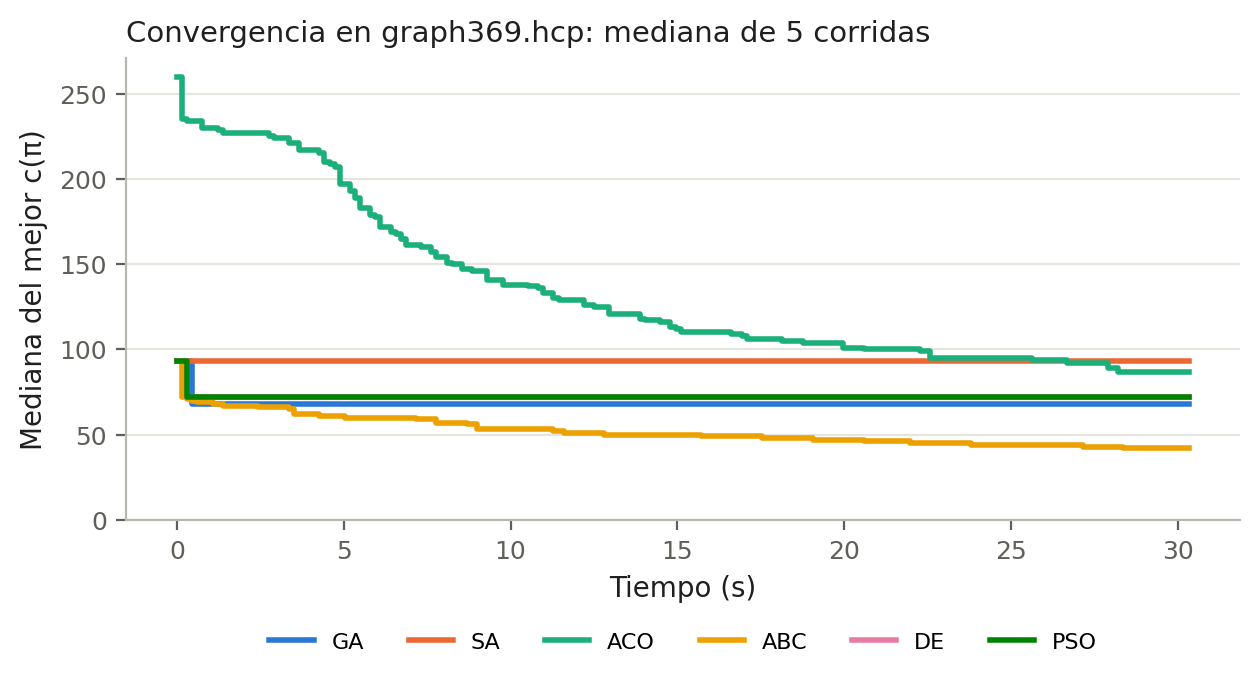 Convergencia en graph369.hcp: mediana de 5 corridas
Mediana del mejor c(π)
250
200
150
100
50
0
0 5 10 15 20 25 30
Tiempo (s)
GA SA ACO ABC DE PSO